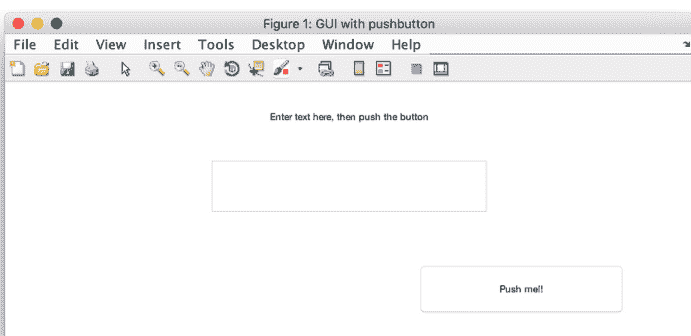 Figure 1: GUI with pushbutton
File Edit View Insert Tools Desktop Window Help
Enter text here, then push the button
Push me!!